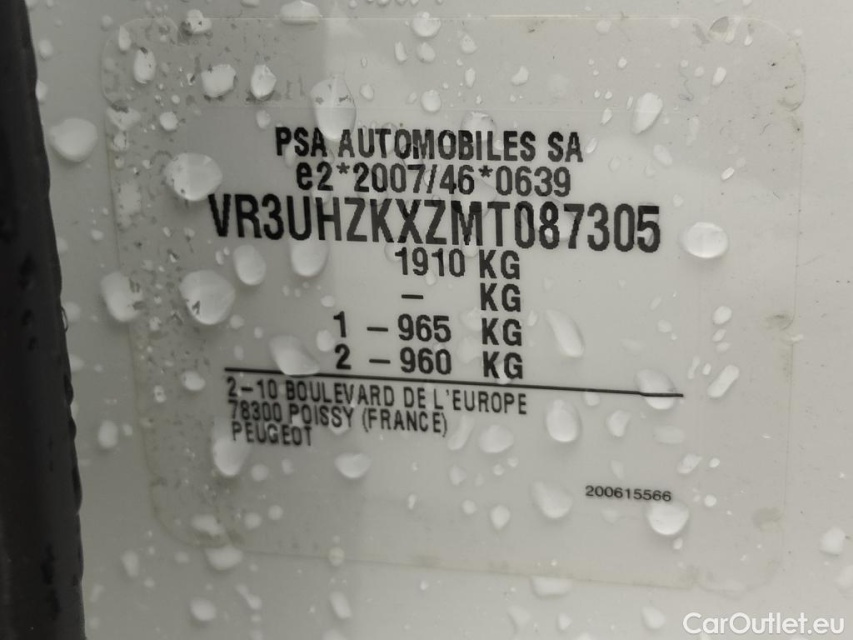 PSA AUTOMOBILES SA
e2*2007/46*0639
VR3UHZKXZMT087305
1910 KG
– KG
1 – 965 KG
2 – 960 KG
2–10 BOULEVARD DE L'EUROPE
78300 POISSY (FRANCE)
PEUGEOT
200615566
CarOutlet.eu